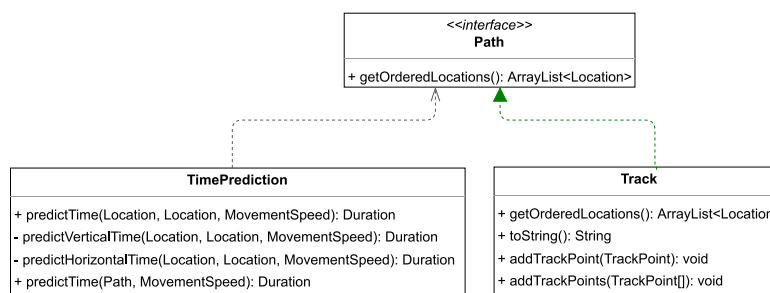 <<interface>>
Path
+ getOrderedLocations(): ArrayList<Location>
TimePrediction
+ predictTime(Location, Location, MovementSpeed): Duration
- predictVerticalTime(Location, Location, MovementSpeed): Duration
- predictHorizontalTime(Location, Location, MovementSpeed): Duration
+ predictTime(Path, MovementSpeed): Duration
Track
+ getOrderedLocations(): ArrayList<Location
+ toString(): String
+ addTrackPoint(TrackPoint): void
+ addTrackPoints(TrackPoint[]): void